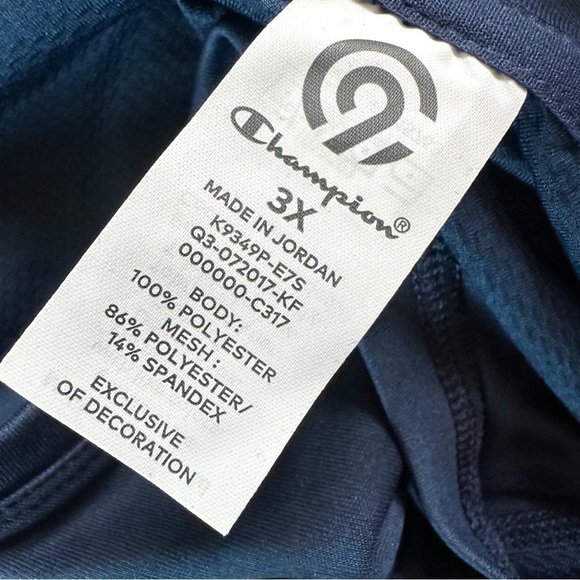 C9
Champion®
3X
MADE IN JORDAN
K9349P-E7S
Q3-072017-KF
000000-C317
BODY:
100% POLYESTER
MESH:
86% POLYESTER/
14% SPANDEX
EXCLUSIVE
OF DECORATION